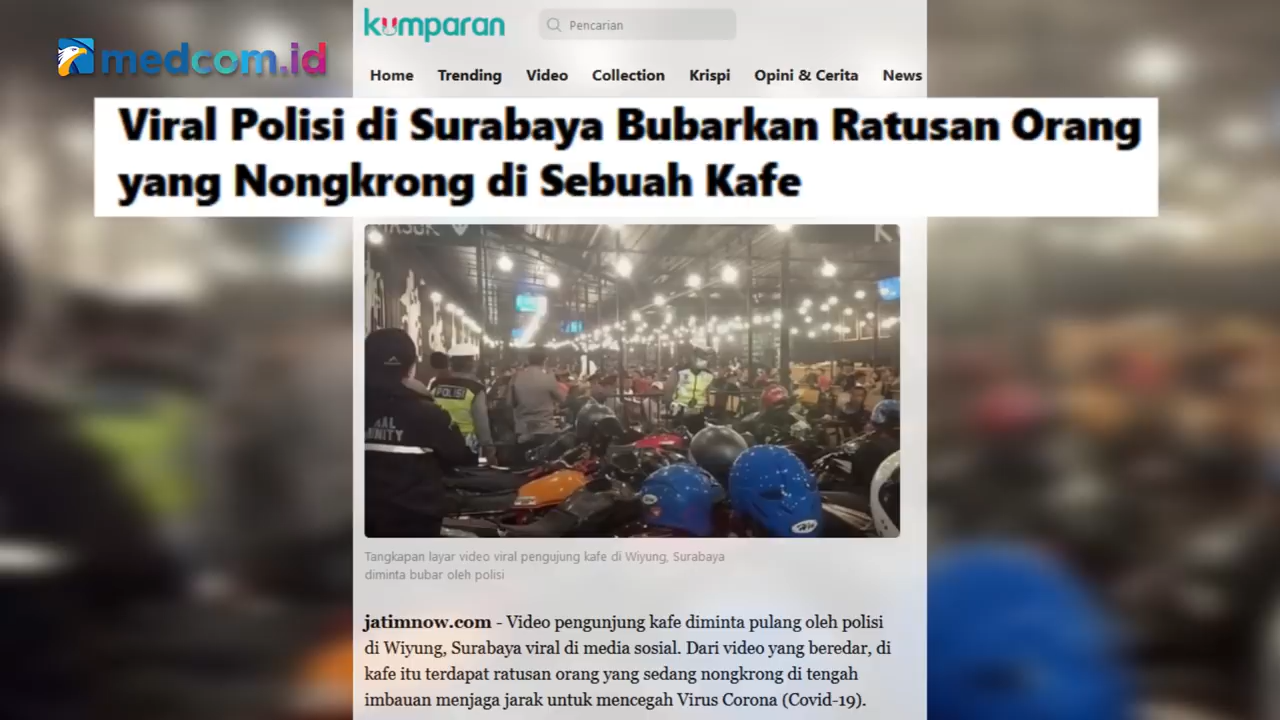 medcom.id
kumparan
Pencarian
Home Trending Video Collection Krispi Opini & Cerita News
Viral Polisi di Surabaya Bubarkan Ratusan Orang
yang Nongkrong di Sebuah Kafe
POLISI
Tangkapan layar video viral pengujung kafe di Wiyung, Surabaya
diminta bubar oleh polisi
jatimnow.com - Video pengunjung kafe diminta pulang oleh polisi
di Wiyung, Surabaya viral di media sosial. Dari video yang beredar, di
kafe itu terdapat ratusan orang yang sedang nongkrong di tengah
imbauan menjaga jarak untuk mencegah Virus Corona (Covid-19).